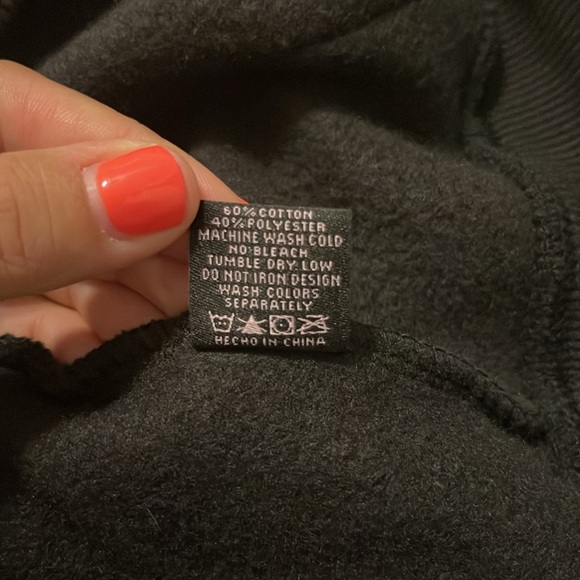 60% COTTON
40% POLYESTER
MACHINE WASH COLD
NO BLEACH
TUMBLE DRY LOW
DO NOT IRON DESIGN
WASH COLORS
SEPARATELY
HECHO IN CHINA